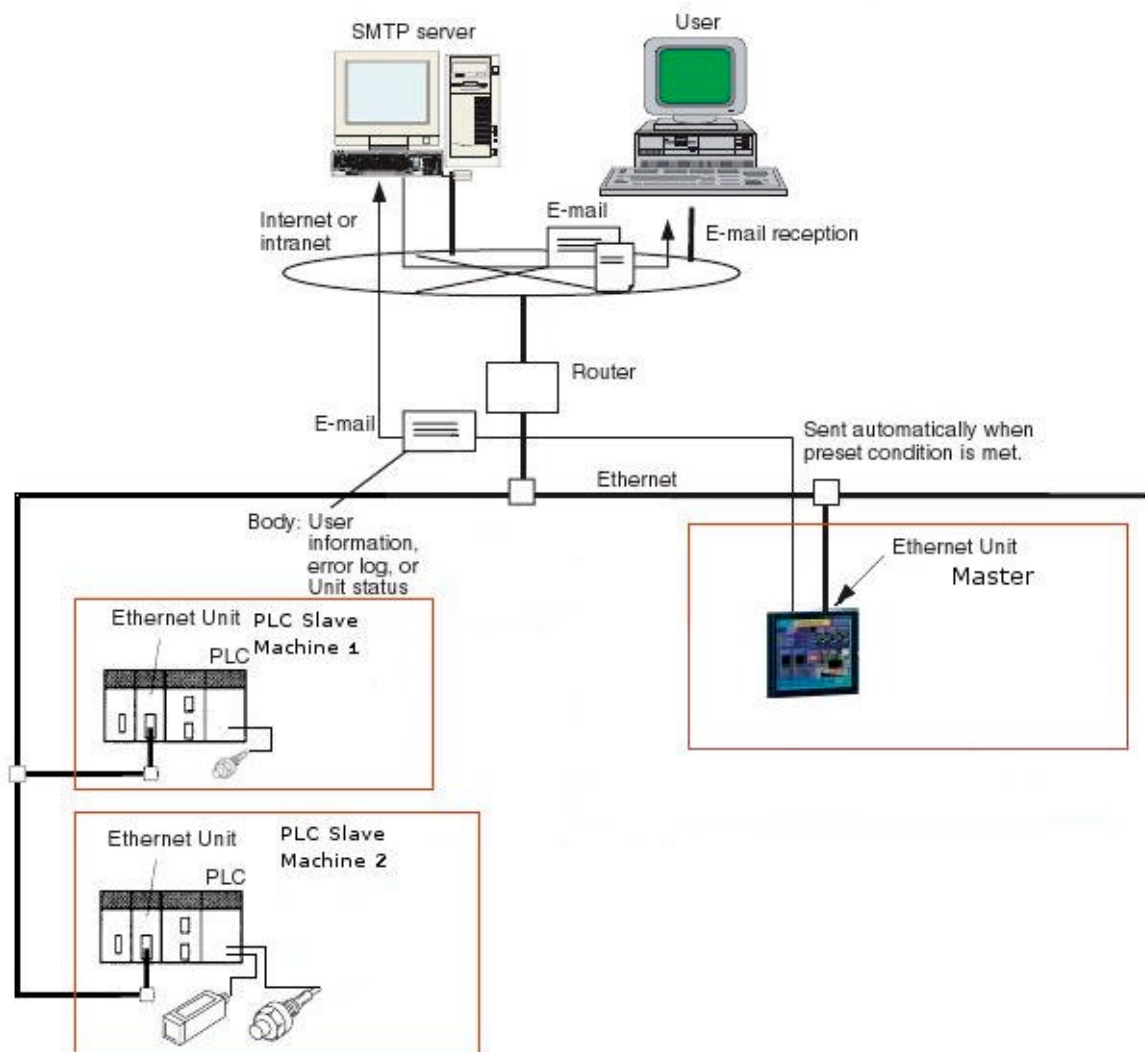 SMTP server
User
Internet or
intranet
E-mail
E-mail reception
Router
E-mail
Sent automatically when
preset condition is met.
Ethernet
Body: User
information,
error log, or
Unit status
Ethernet Unit
Master
Ethernet Unit
PLC Slave
Machine 1
PLC
Ethernet Unit
PLC Slave
Machine 2
PLC